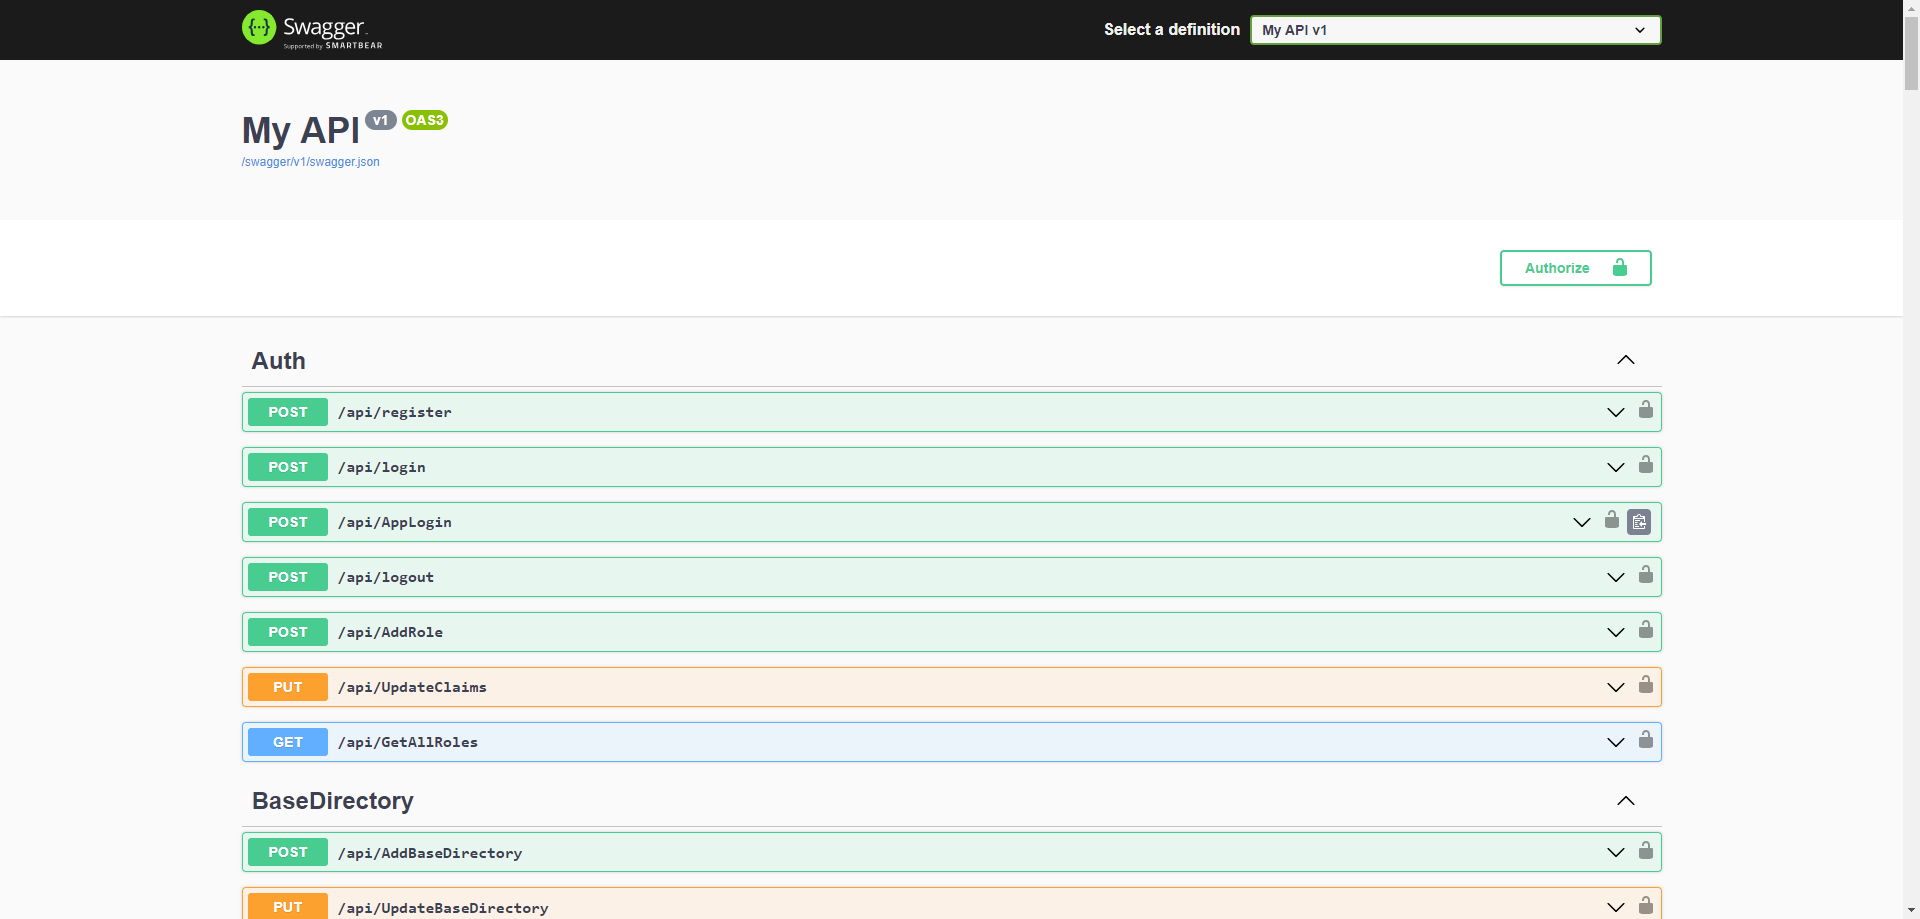 Swagger
Supported by SMARTBEAR
Select a definition
My API v1
My API v1 OAS3
/swagger/v1/swagger.json
Authorize
Auth
POST /api/register
POST /api/login
POST /api/AppLogin
POST /api/logout
POST /api/AddRole
PUT /api/UpdateClaims
GET /api/GetAllRoles
BaseDirectory
POST /api/AddBaseDirectory
PUT /api/UpdateBaseDirectory